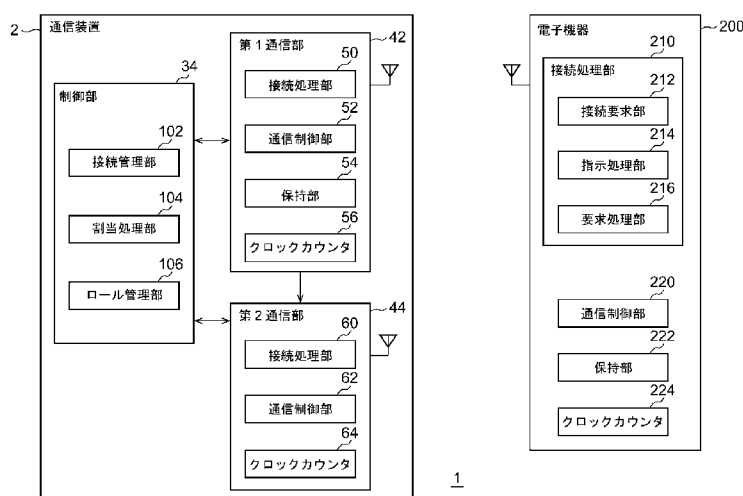 2
通信装置
34
制御部
102
接続管理部
104
割当処理部
106
ロール管理部
第1通信部
42
50
接続処理部
52
通信制御部
54
保持部
56
クロックカウンタ
第2通信部
44
60
接続処理部
62
通信制御部
64
クロックカウンタ
1
電子機器
200
210
接続処理部
212
接続要求部
214
指示処理部
216
要求処理部
220
通信制御部
222
保持部
224
クロックカウンタ